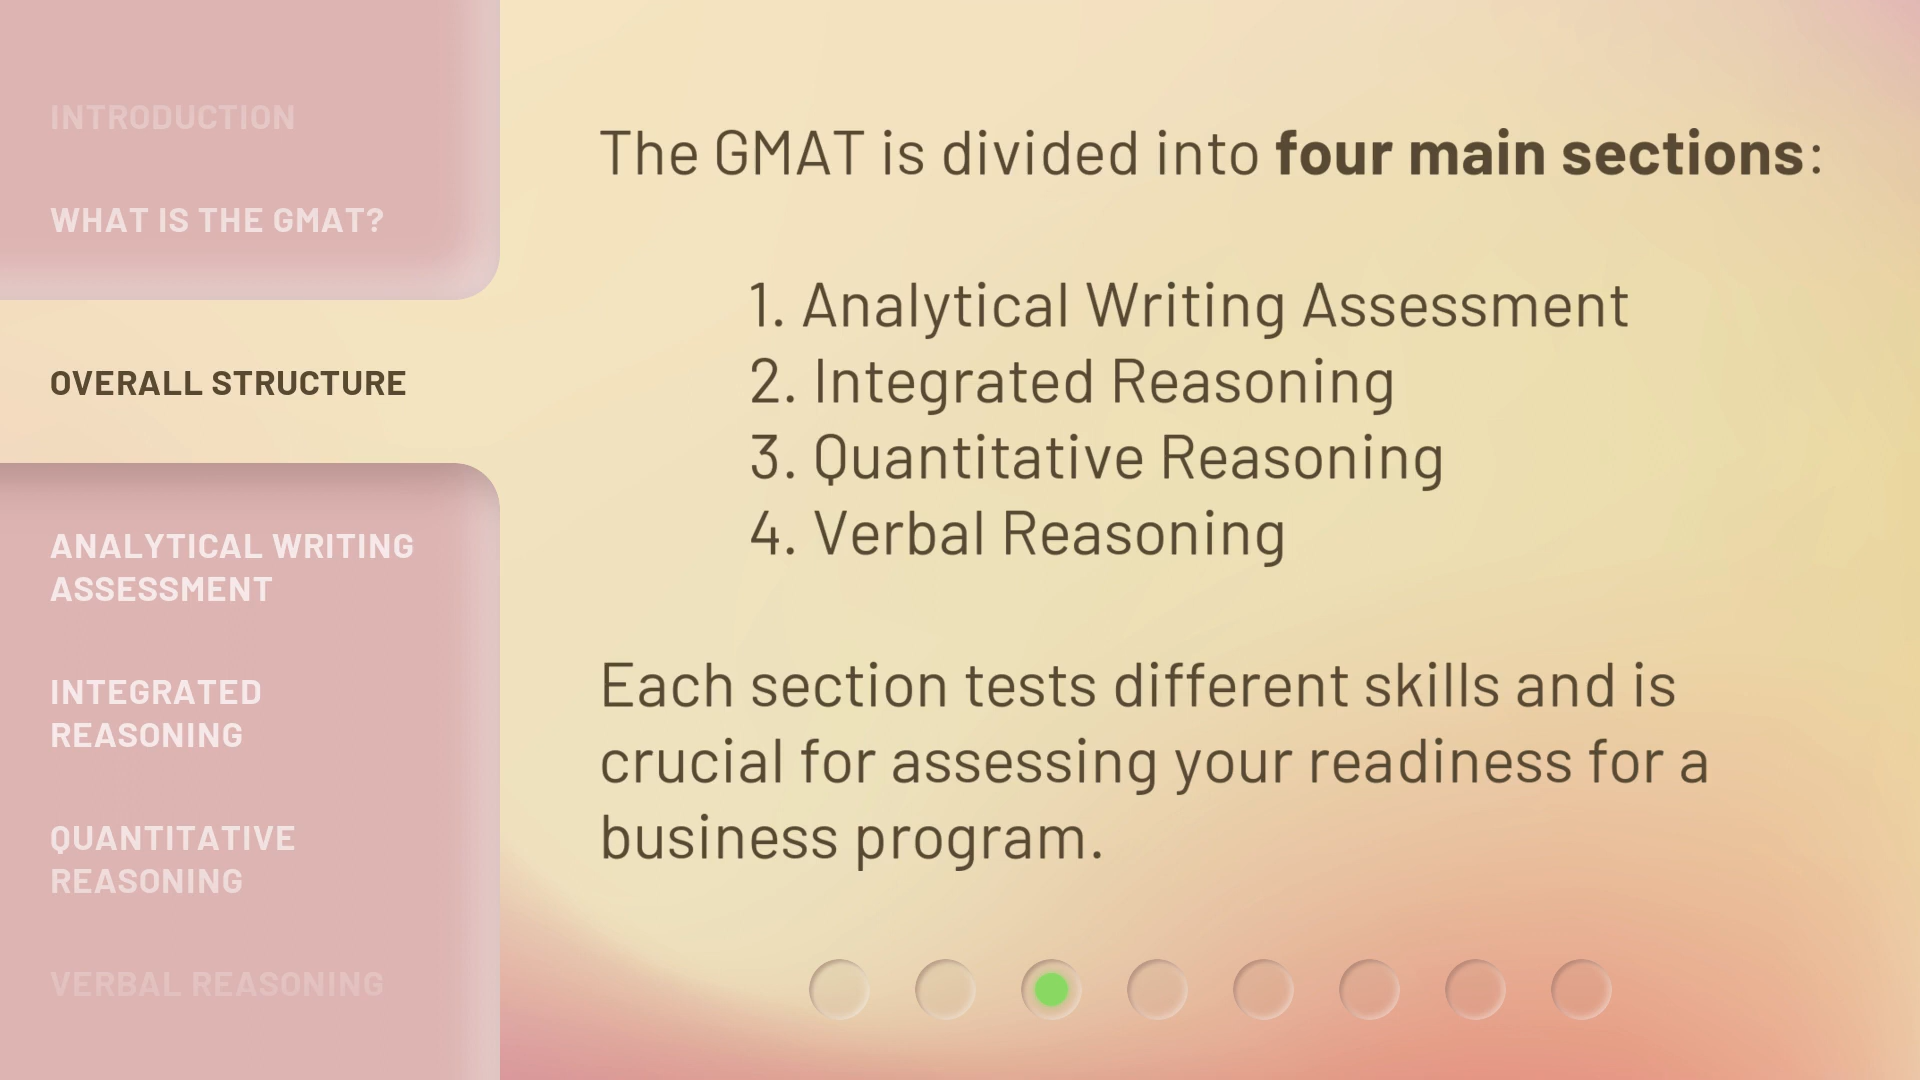 INTRODUCTION
WHAT IS THE GMAT?
OVERALL STRUCTURE
ANALYTICAL WRITING
ASSESSMENT
INTEGRATED
REASONING
QUANTITATIVE
REASONING
VERBAL REASONING
The GMAT is divided into four main sections:
1. Analytical Writing Assessment
2. Integrated Reasoning
3. Quantitative Reasoning
4. Verbal Reasoning
Each section tests different skills and is
crucial for assessing your readiness for a
business program.